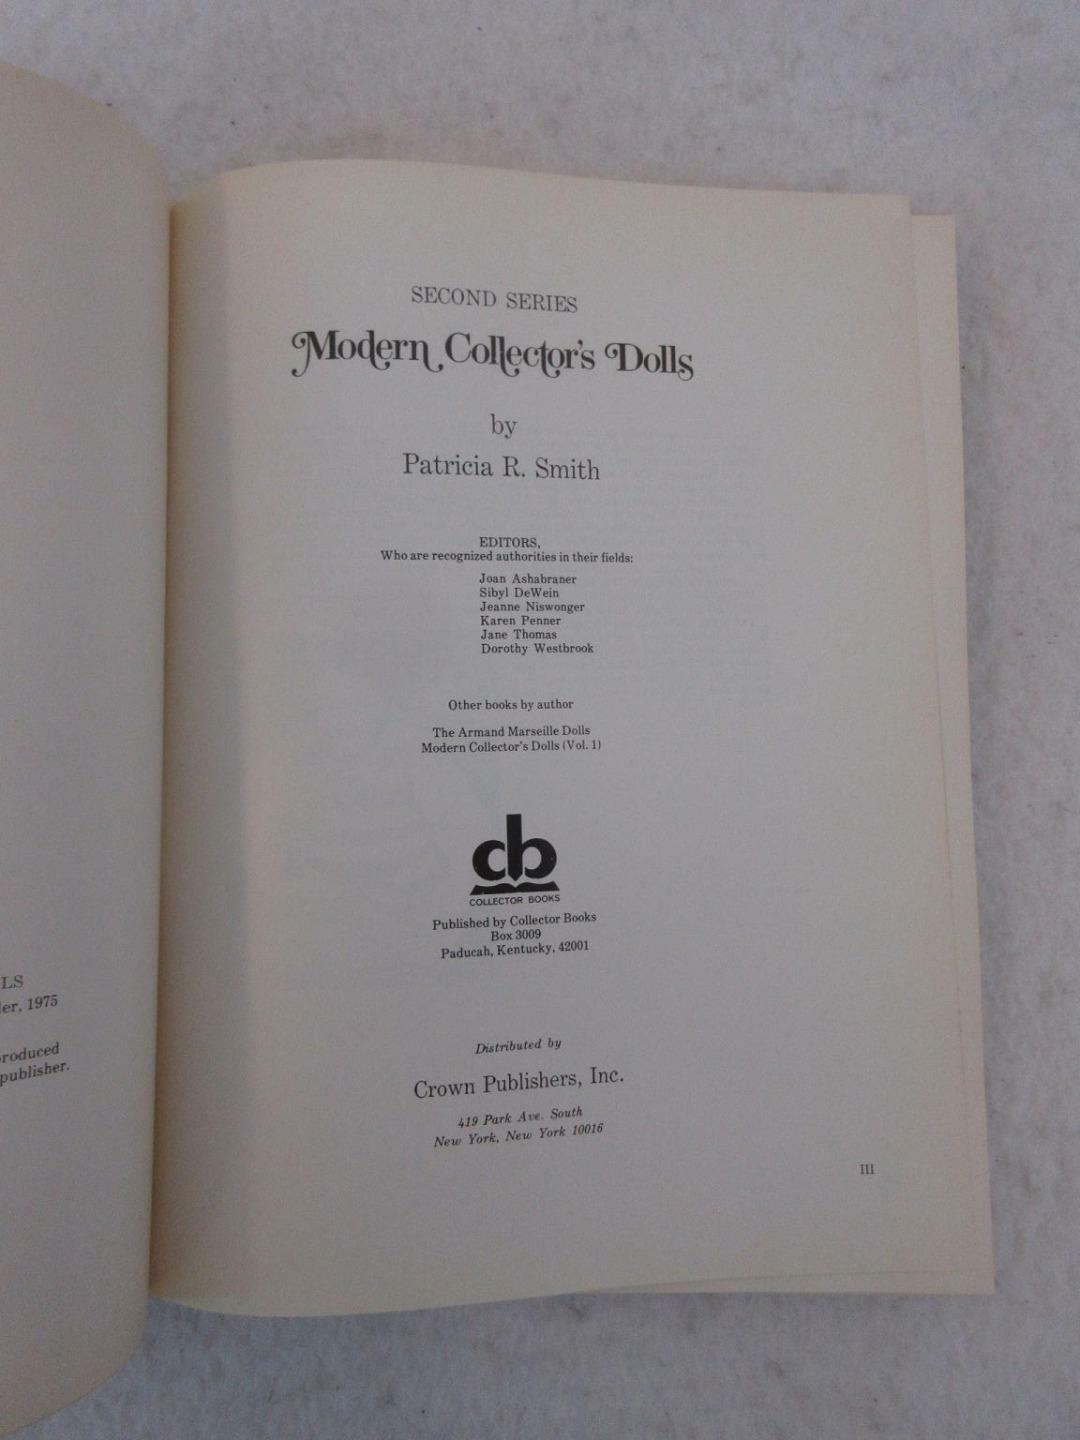 LS
er, 1975
roduced
publisher.
SECOND SERIES
Modern Collector's Dolls
by
Patricia R. Smith
EDITORS,
Who are recognized authorities in their fields:
Joan Ashabraner
Sibyl DeWein
Jeanne Niswonger
Karen Penner
Jane Thomas
Dorothy Westbrook
Other books by author
The Armand Marseille Dolls
Modern Collector's Dolls (Vol. 1)
cb
COLLECTOR BOOKS
Published by Collector Books
Box 3009
Paducah, Kentucky, 42001
Distributed by
Crown Publishers, Inc.
419 Park Ave. South
New York, New York 10016
III